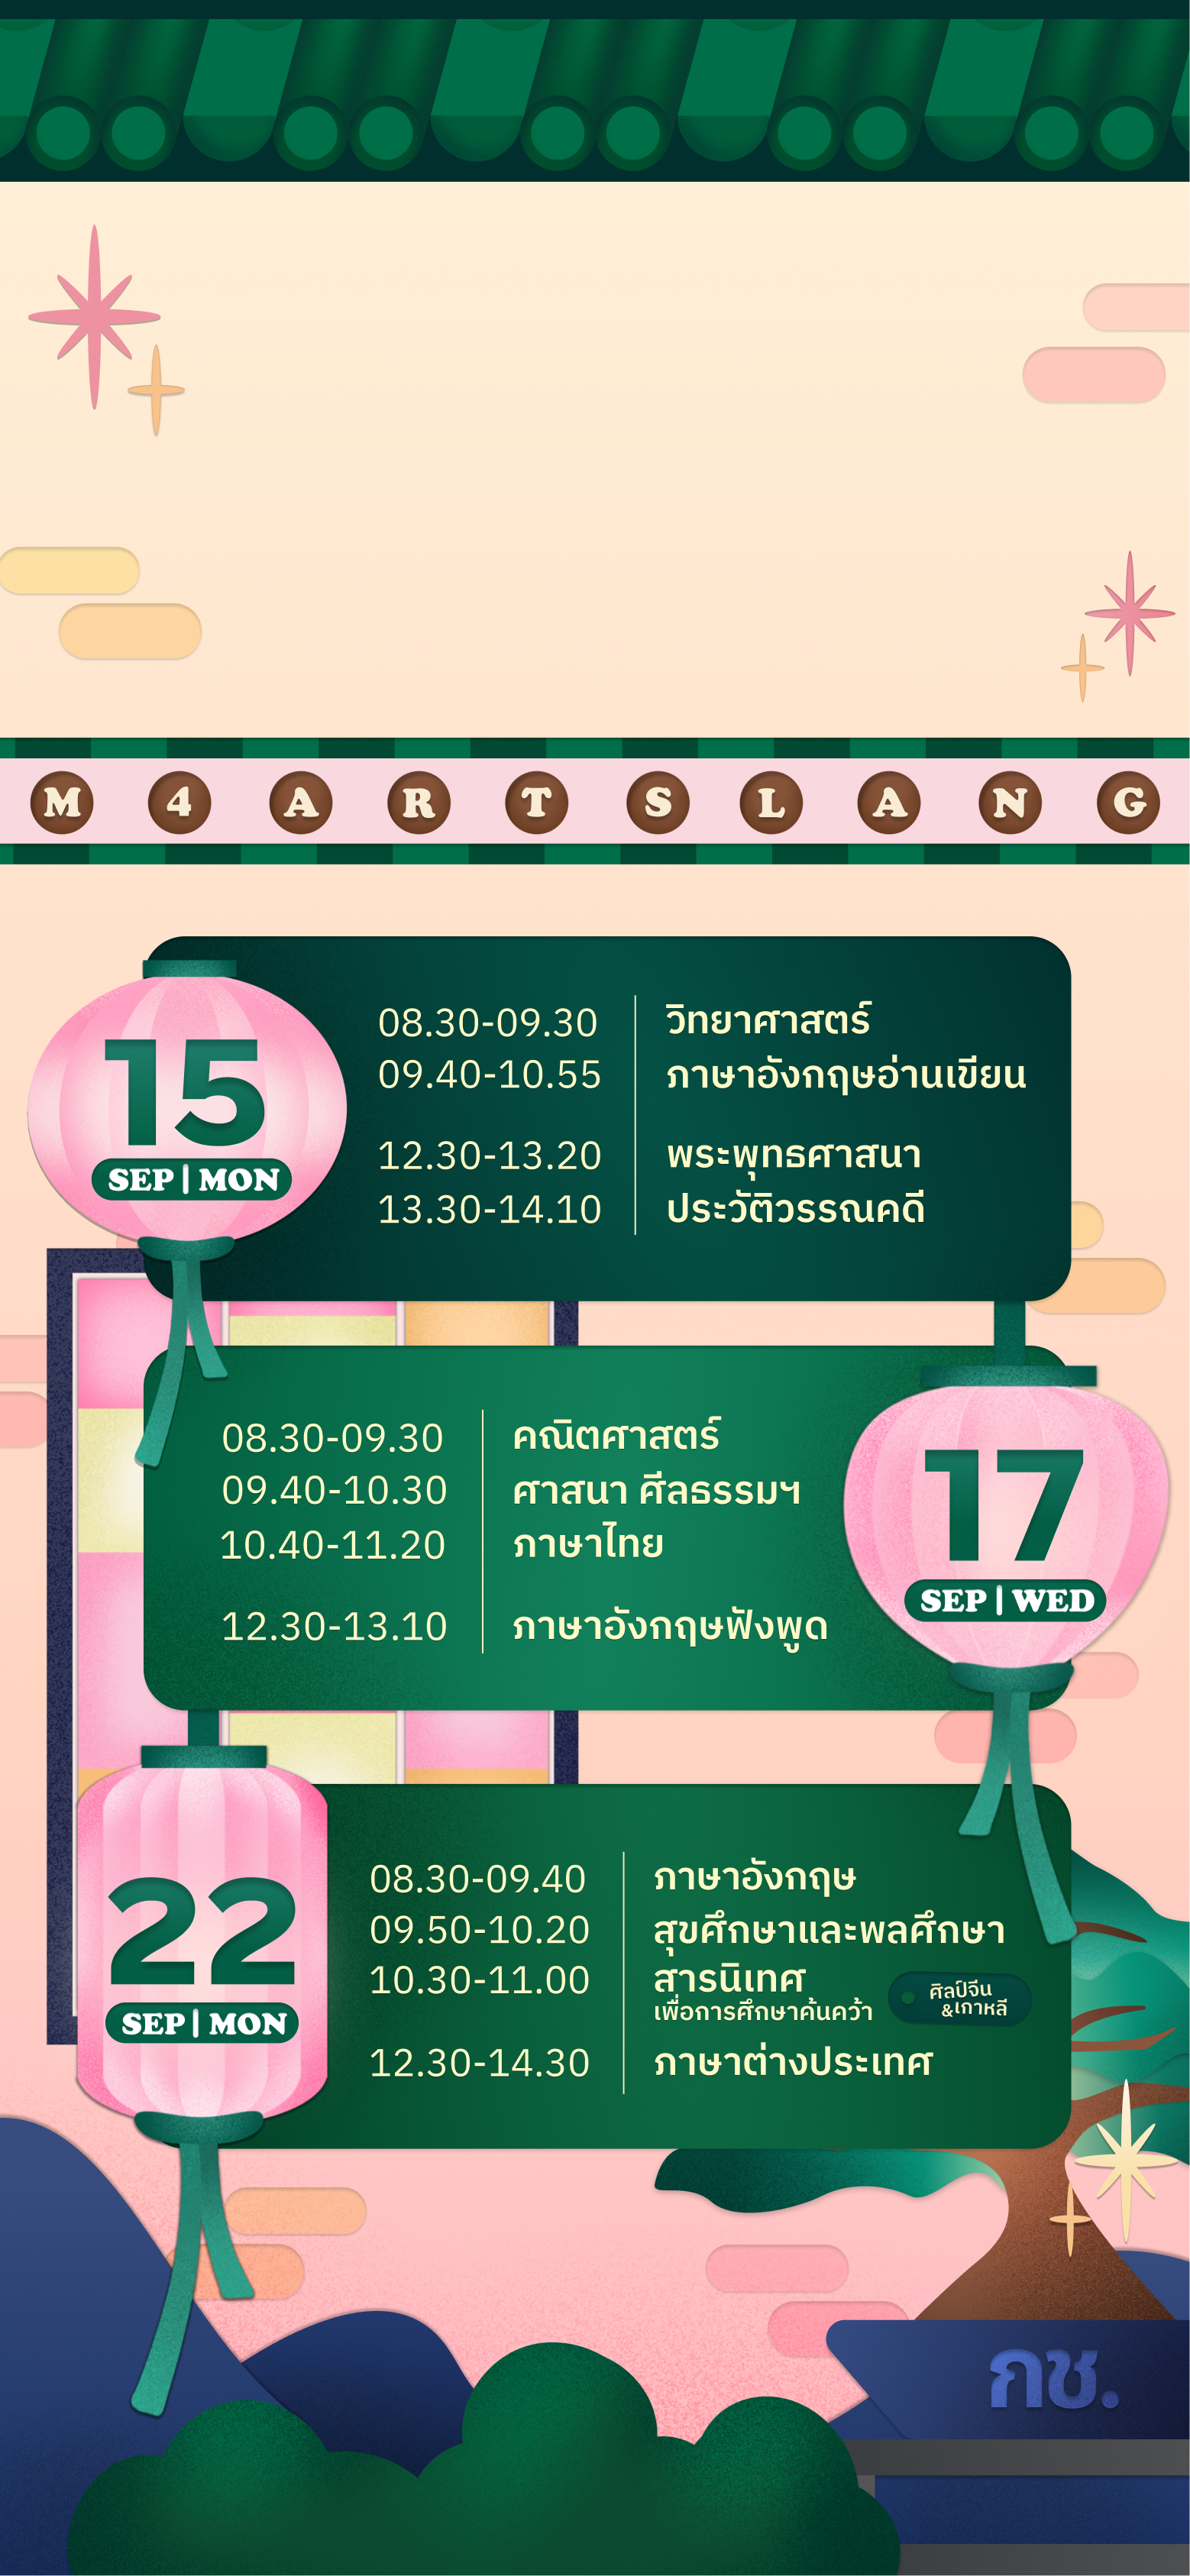 M4ARTSLANG
15
SEP | MON
08.30-09.30 วิทยาศาสตร์
09.40-10.55 ภาษาอังกฤษอ่านเขียน
12.30-13.20 พระพุทธศาสนา
13.30-14.10 ประวัติวรรณคดี
17
SEP | WED
08.30-09.30 คณิตศาสตร์
09.40-10.30 ศาสนา ศีลธรรมฯ
10.40-11.20 ภาษาไทย
12.30-13.10 ภาษาอังกฤษฟังพูด
22
SEP | MON
08.30-09.40 ภาษาอังกฤษ
09.50-10.20 สุขศึกษาและพลศึกษา
10.30-11.00 สารนิเทศ
เพื่อการศึกษาค้นคว้า
ศิลป์จีน
&เกาหลี
12.30-14.30 ภาษาต่างประเทศ
กช.